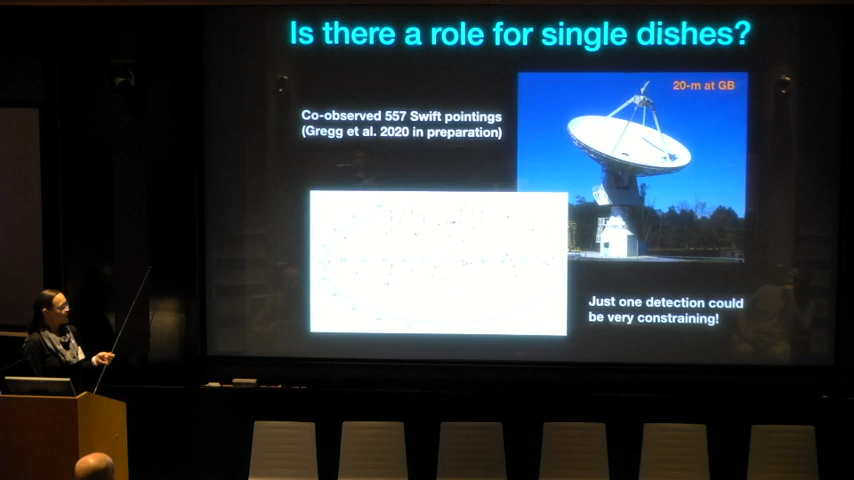 Is there a role for single dishes?
20-m at GB
Co-observed 557 Swift pointings
(Gregg et al. 2020 in preparation)
Just one detection could
be very constraining!